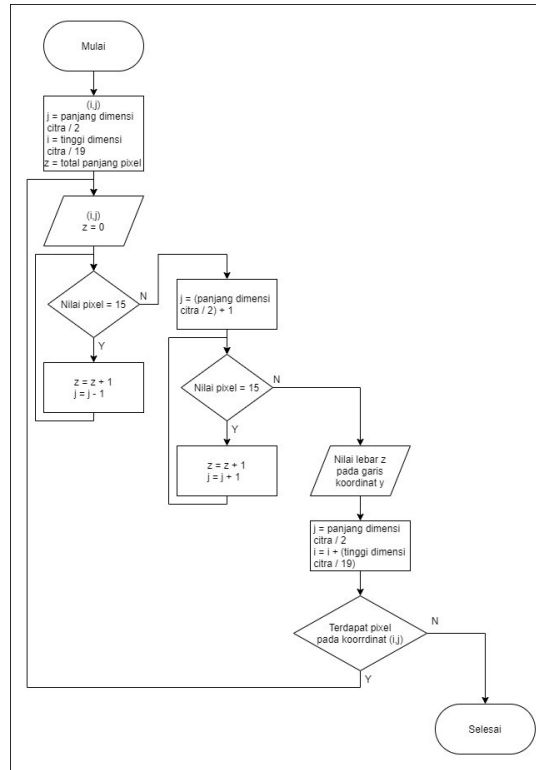 Mulai
(i,j)
j = panjang dimensi
citra / 2
i = tinggi dimensi
citra / 19
z = total panjang pixel
(i,j)
z = 0
Nilai pixel = 15
N
Y
z = z + 1
j = j - 1
j = (panjang dimensi
citra / 2) + 1
Nilai pixel = 15
N
Y
z = z + 1
j = j + 1
Nilai lebar z
pada garis
koordinat y
j = panjang dimensi
citra / 2
i = i + (tinggi dimensi
citra / 19)
Terdapat pixel
pada koorrdinat (i,j)
N
Y
Selesai